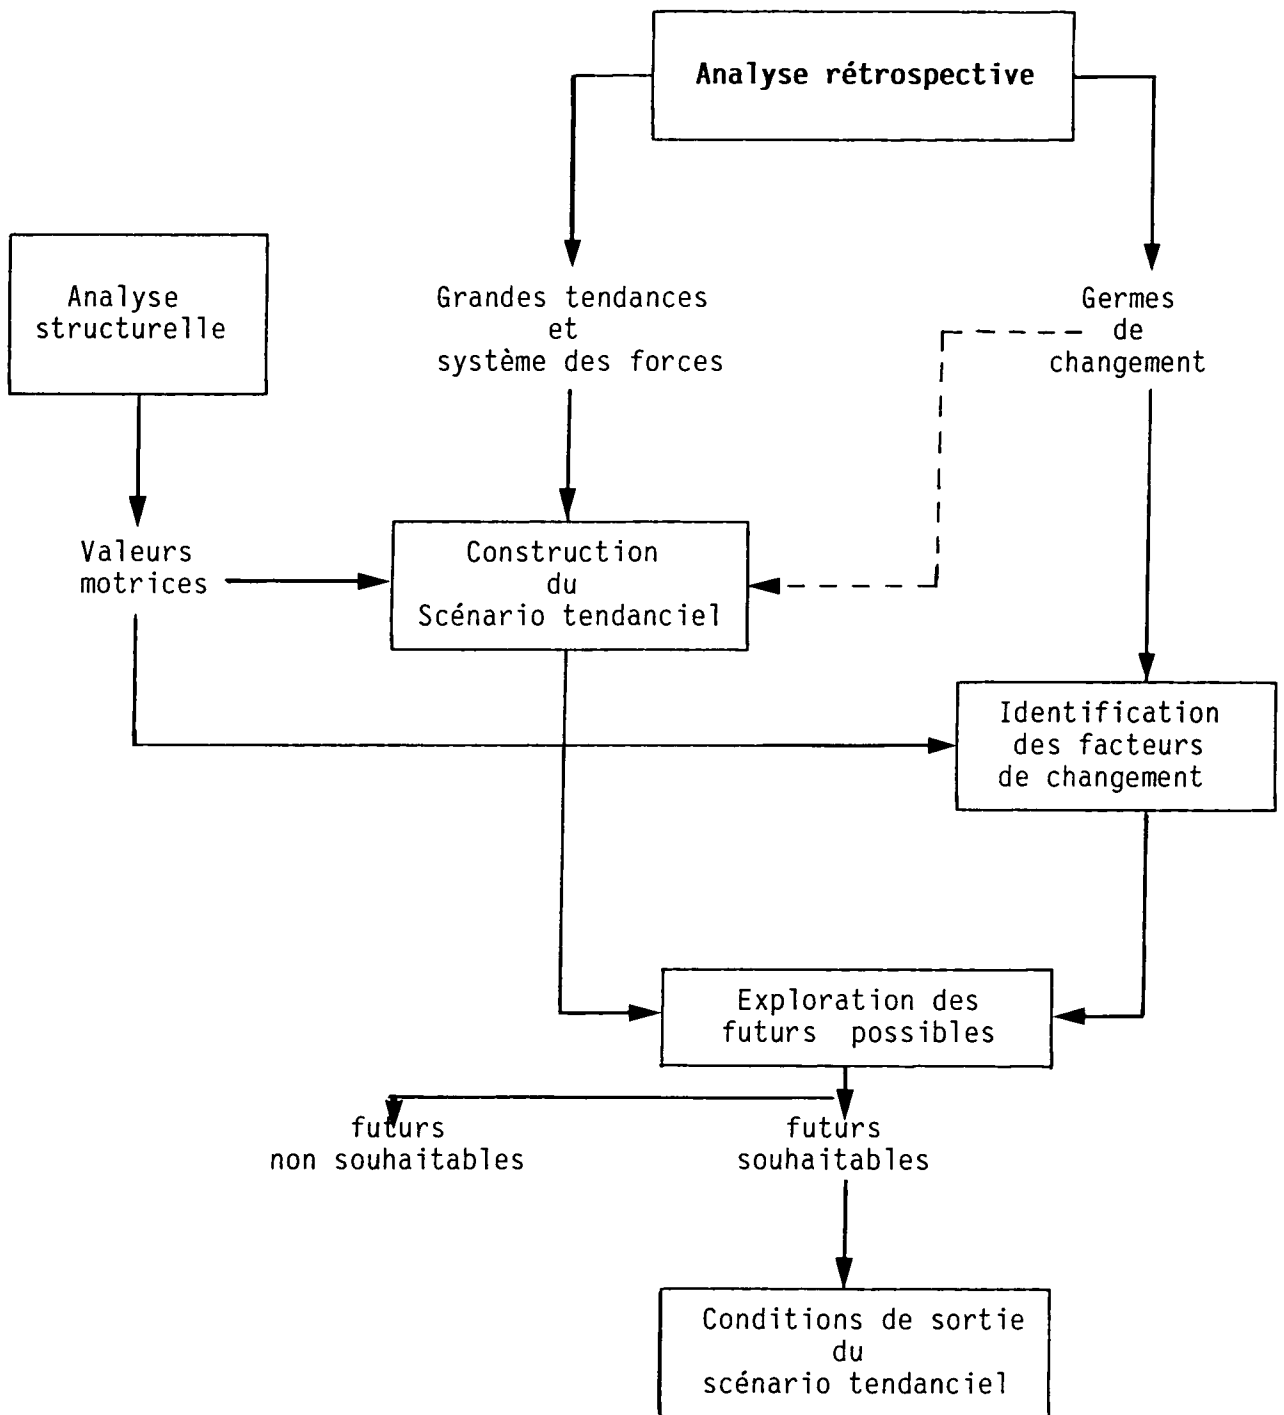 Analyse rétrospective
Analyse
structurelle
Grandes tendances
et
système des forces
Germes
de
changement
Valeurs
motrices
Construction
du
Scénario tendanciel
Identification
des facteurs
de changement
Exploration des
futurs possibles
futurs
non souhaitables
futurs
souhaitables
Conditions de sortie
du
scénario tendanciel